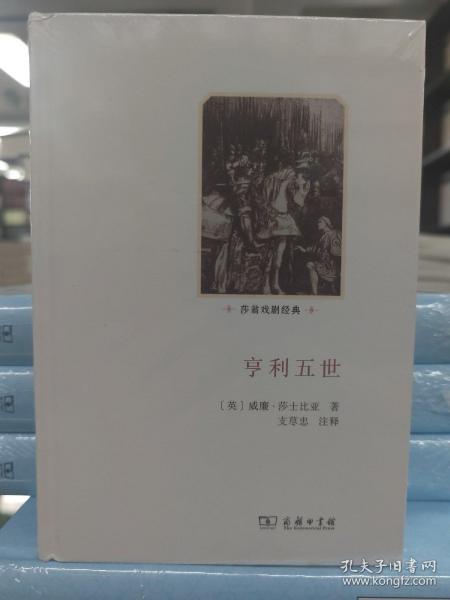 莎翁戏剧经典
亨利五世
〔英〕威廉·莎士比亚 著
支荩忠 注释
商务印书馆
The Commercial Press
孔夫子旧书网
www.kongfz.com